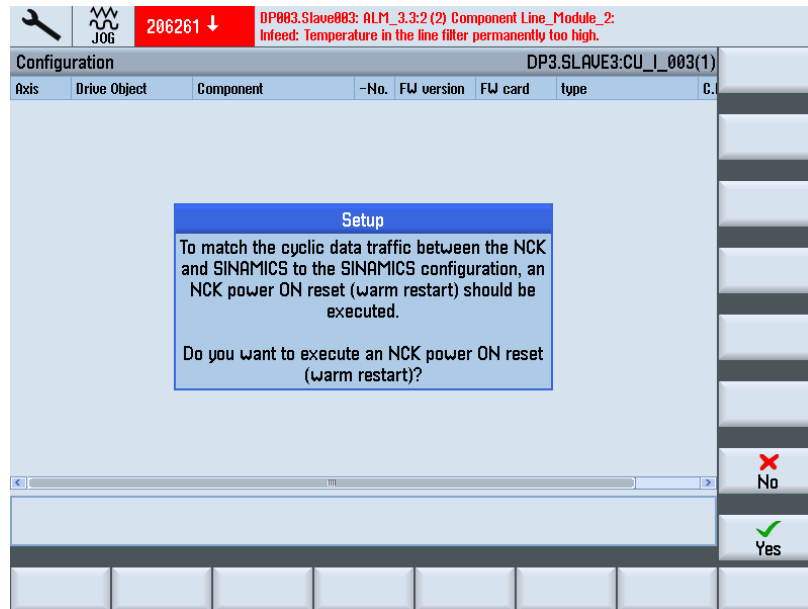 JOG
206261
DP003.Slave003: ALM_3.3:2 (2) Component Line_Module_2:
Infeed: Temperature in the line filter permanently too high.
Configuration DP3.SLAVE3:CU_I_003(1)
Axis Drive Object Component -No. FW version FW card type
Setup
To match the cyclic data traffic between the NCK
and SINAMICS to the SINAMICS configuration, an
NCK power ON reset (warm restart) should be
executed.
Do you want to execute an NCK power ON reset
(warm restart)?
No
Yes